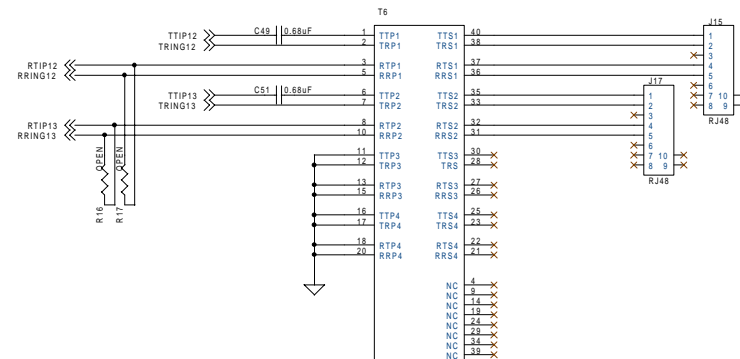 T6
J15
TTIP12 C49 0.68uF 1 TTP1 TTS1 40 1
TRING12 2 TRP1 TRS1 38 2
3
RTIP12 3 RTP1 RTS1 37 4
RRING12 5 RRP1 RRS1 36 5
J17
6
TTIP13 C51 0.68uF 6 TTP2 TTS2 35 1 7 10
TRING13 7 TRP2 TRS2 33 2 8 9
3 RJ48
RTIP13 8 RTP2 RTS2 32 4
RRING13 10 RRP2 RRS2 31 5
6
OPEN OPEN 11 TTP3 TTS3 30 7 10
12 TRP3 TRS 28 8 9
RJ48
13 RTP3 RTS3 27
15 RRP3 RRS3 26
R16 R17 16 TTP4 TTS4 25
17 TRP4 TRS4 23
18 RTP4 RTS4 22
20 RRP4 RRS4 21
NC 4
NC 9
NC 14
NC 19
NC 24
NC 29
NC 34
NC 39